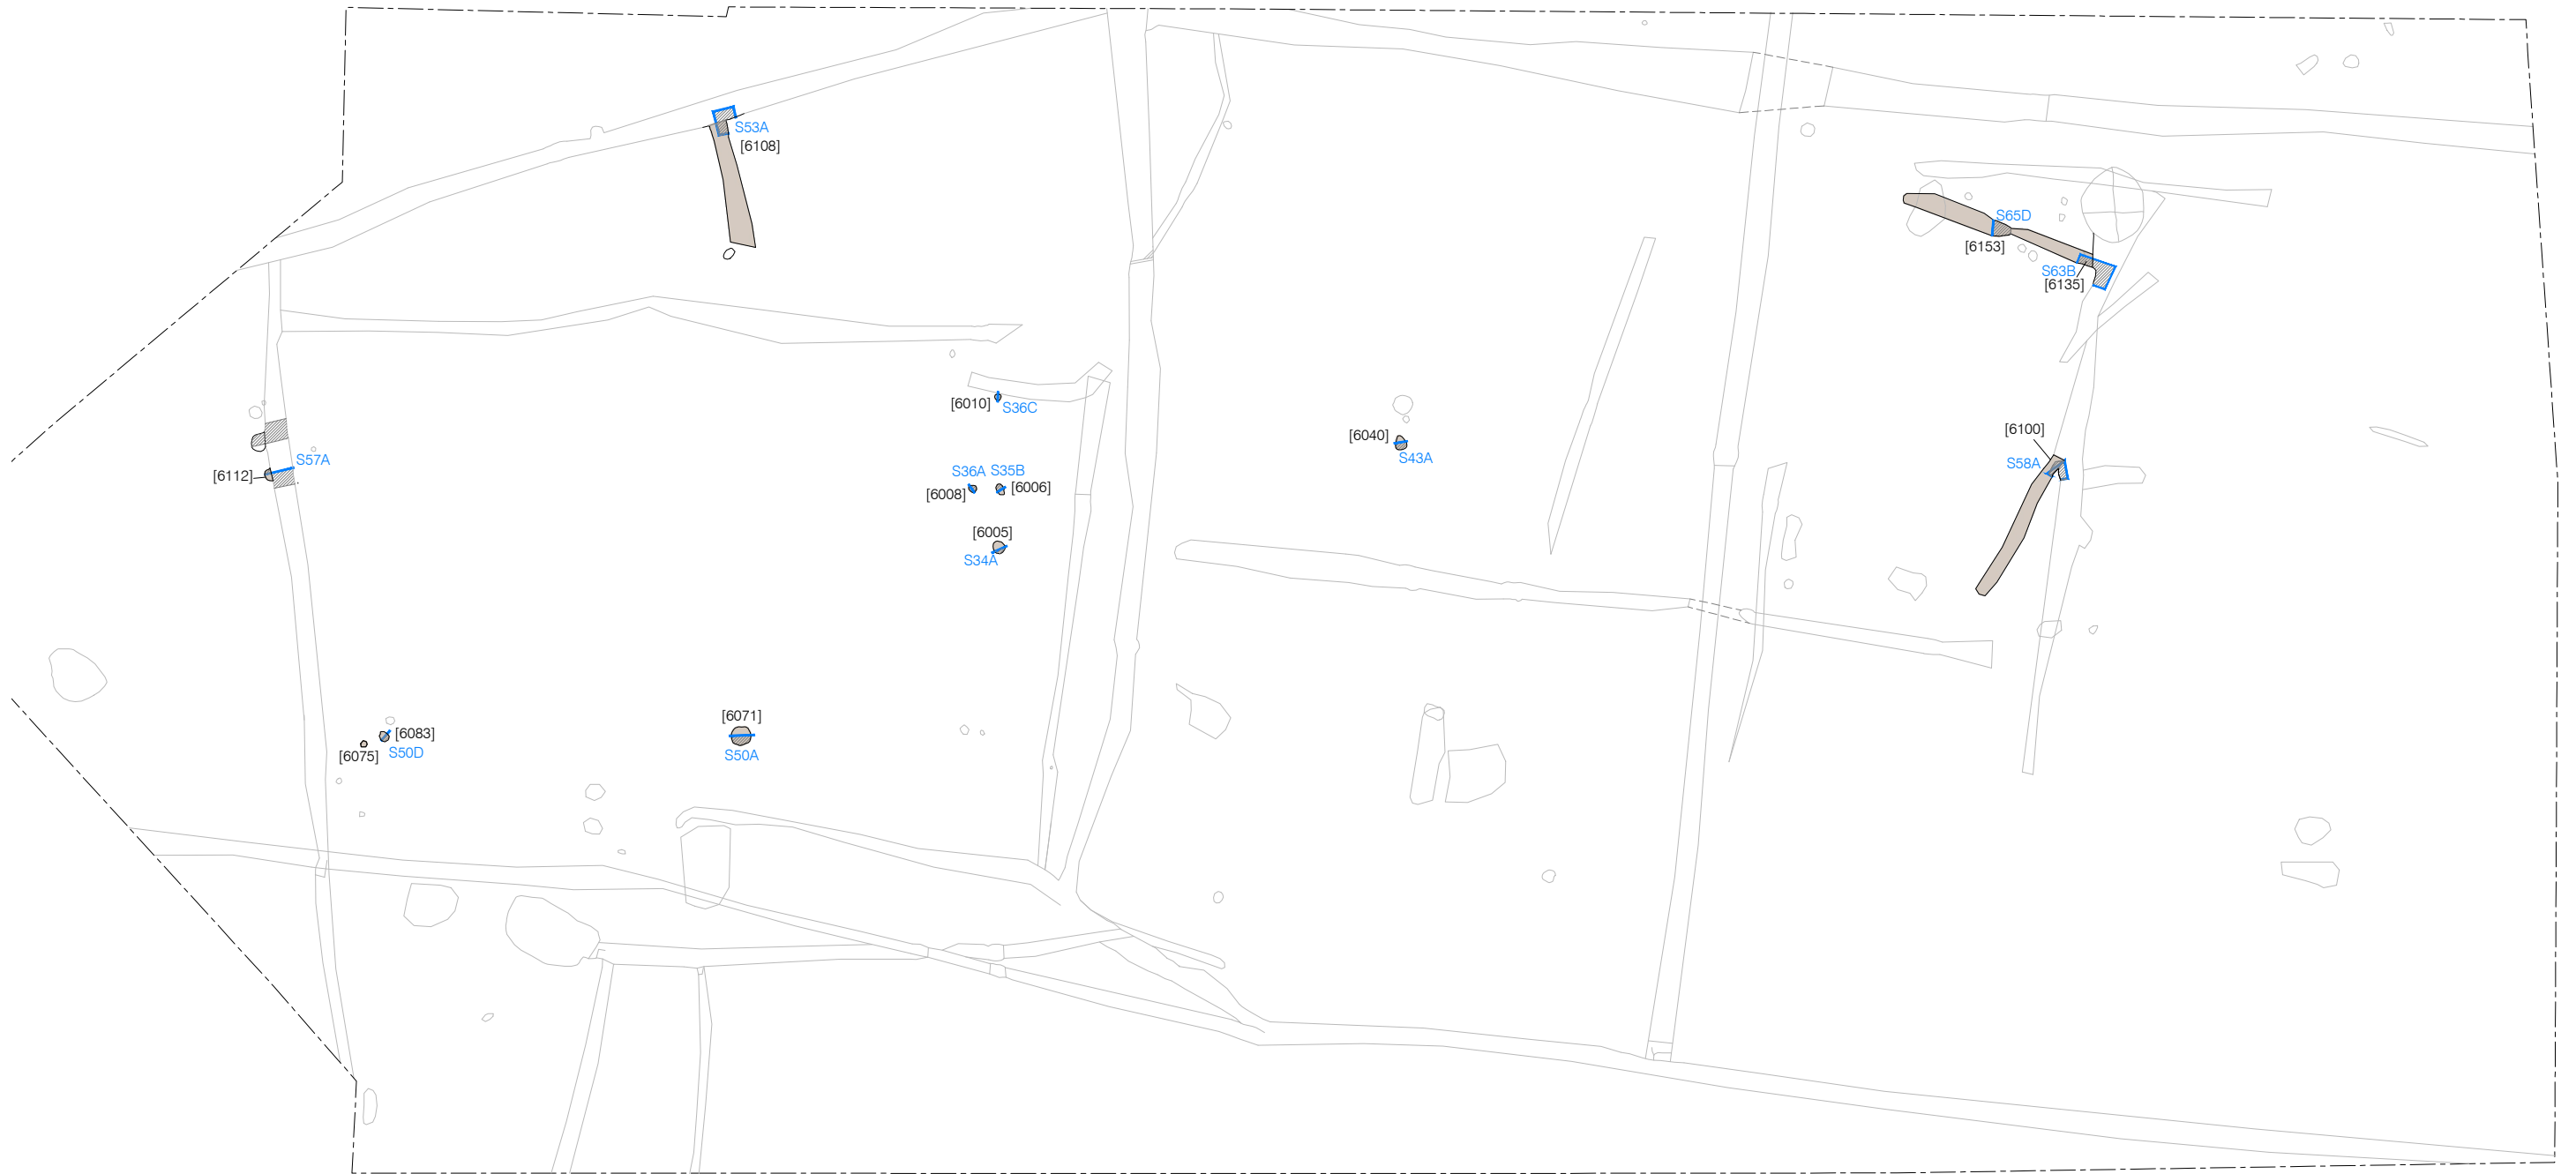 S53A
[6108]
S65D
[6153]
S63B
[6135]
[6010]
S36C
[6040]
S43A
[6100]
S58A
S57A
[6112]
S36A
S35B
[6008]
[6006]
[6005]
S34A
[6071]
S50A
[6083]
S50D
[6075]